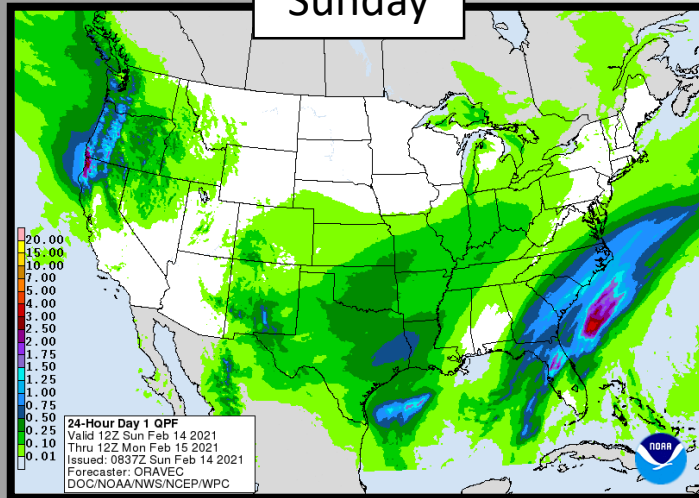 Sunday
20.00
15.00
10.00
7.00
5.00
4.00
3.00
2.50
2.00
1.75
1.50
1.25
1.00
0.75
0.50
0.25
0.10
0.01
24-Hour Day 1 QPF
Valid 12Z Sun Feb 14 2021
Thru 12Z Mon Feb 15 2021
Issued: 0837Z Sun Feb 14 2021
Forecaster: ORAVEC
DOC/NOAA/NWS/NCEP/WPC
NOAA